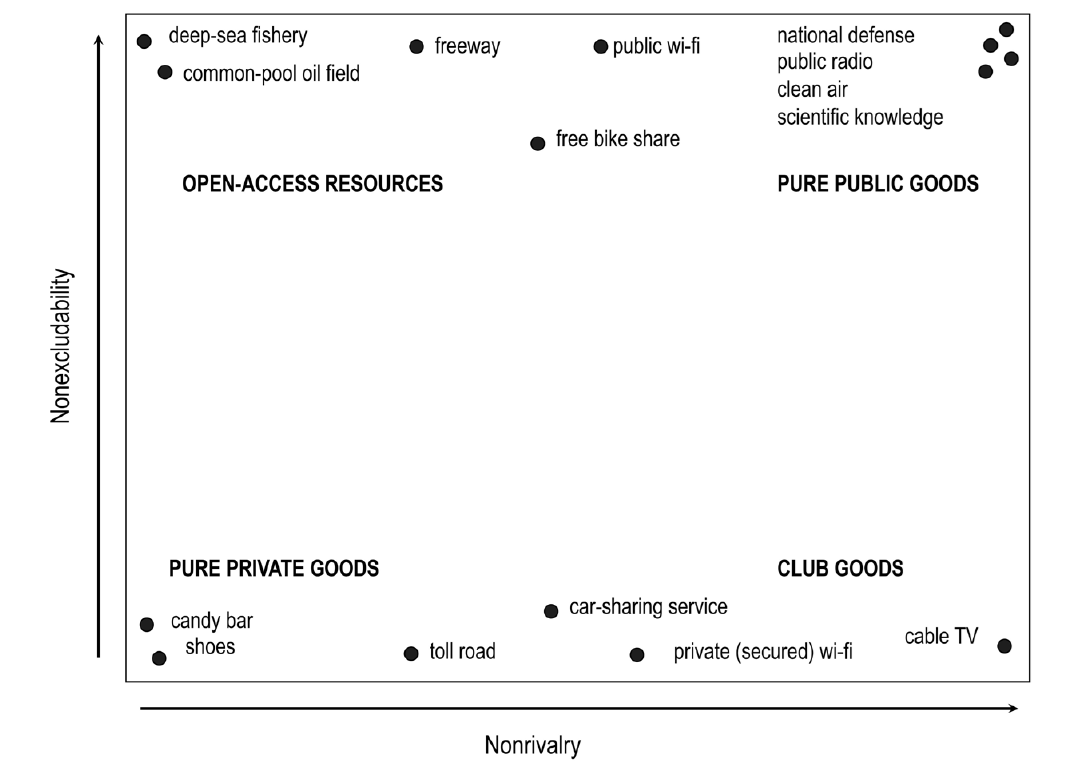 deep-sea fishery
freeway
public wi-fi
national defense
public radio
common-pool oil field
clean air
scientific knowledge
free bike share
OPEN-ACCESS RESOURCES
PURE PUBLIC GOODS
Nonexcludability
PURE PRIVATE GOODS
CLUB GOODS
candy bar
shoes
car-sharing service
toll road
private (secured) wi-fi
cable TV
Nonrivalry